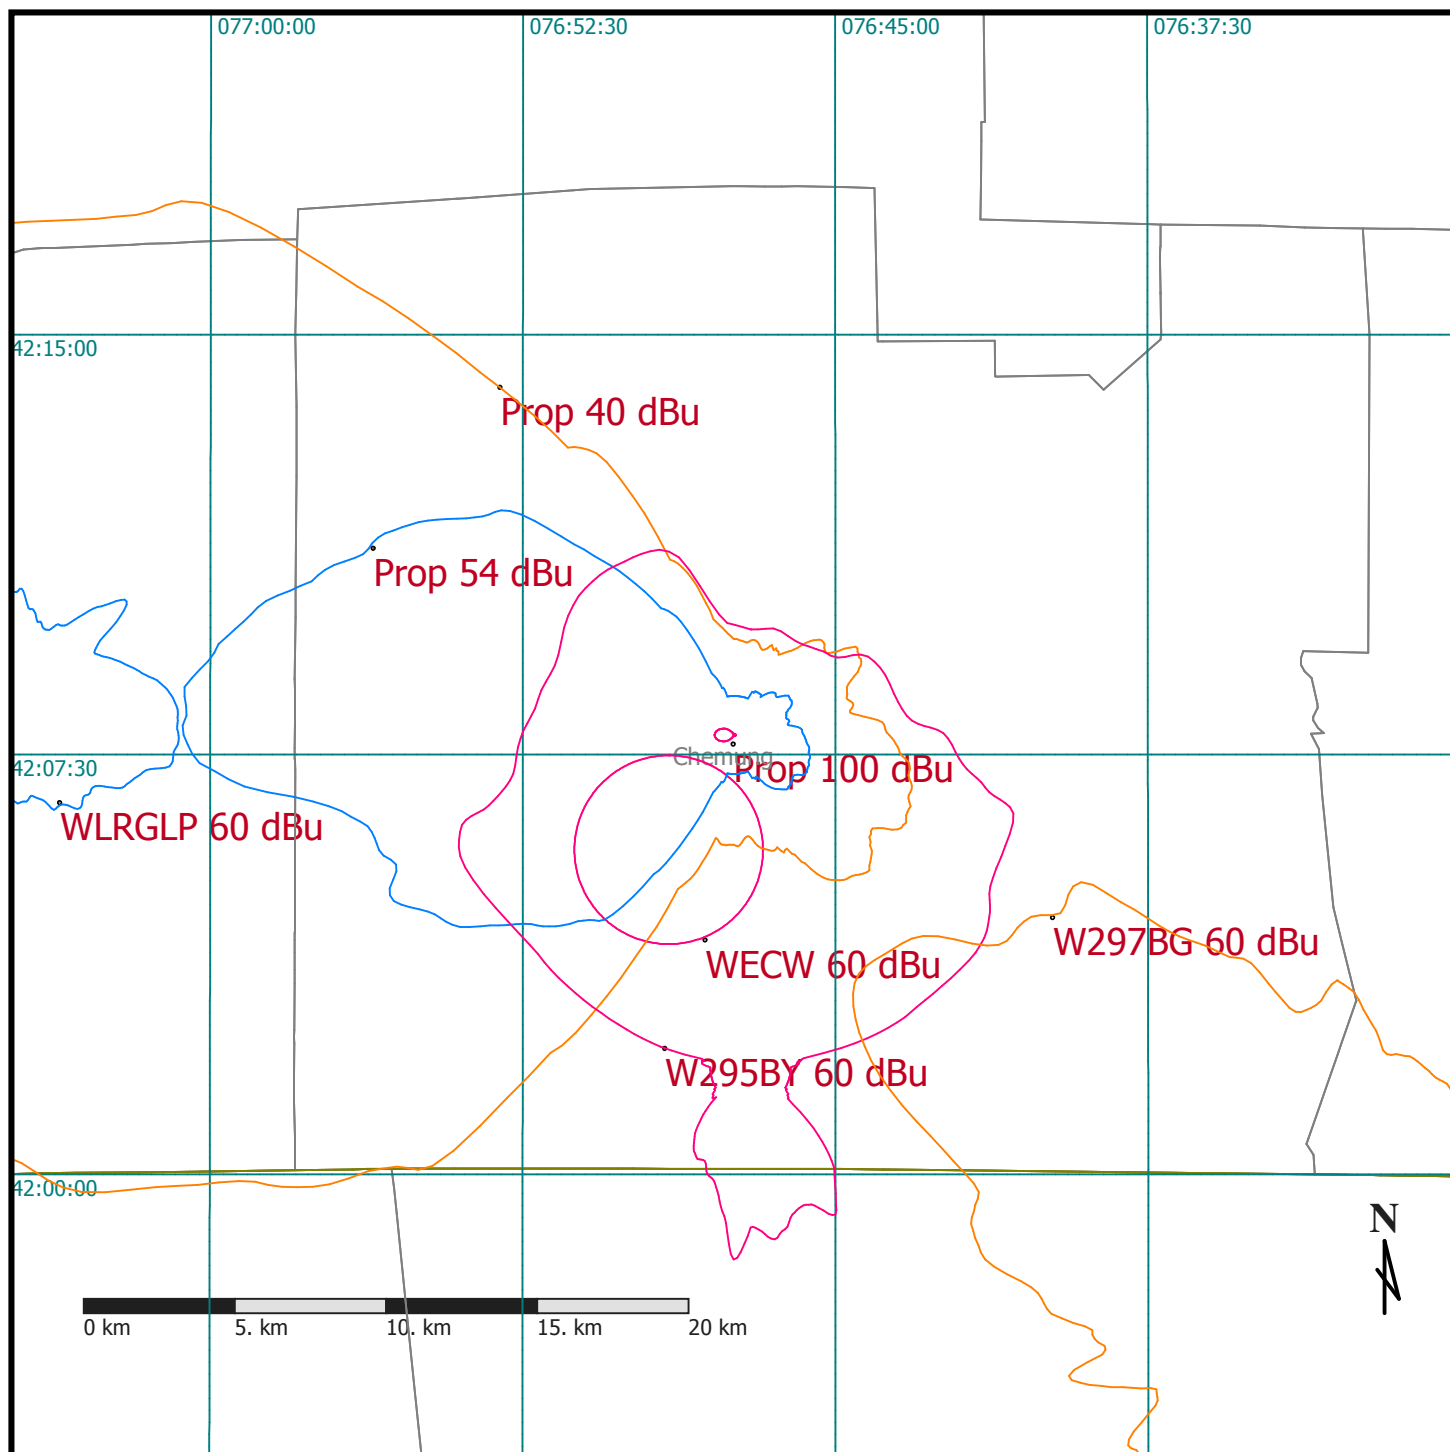 077:00:00 076:52:30 076:45:00 076:37:30
42:15:00
Prop 40 dBu
Prop 54 dBu
Chemung
42:07:30
Prop 100 dBu
WLRGLP 60 dBu
W297BG 60 dBu
WECW 60 dBu
W295BY 60 dBu
42:00:00
N
0 km 5. km 10. km 15. km 20 km